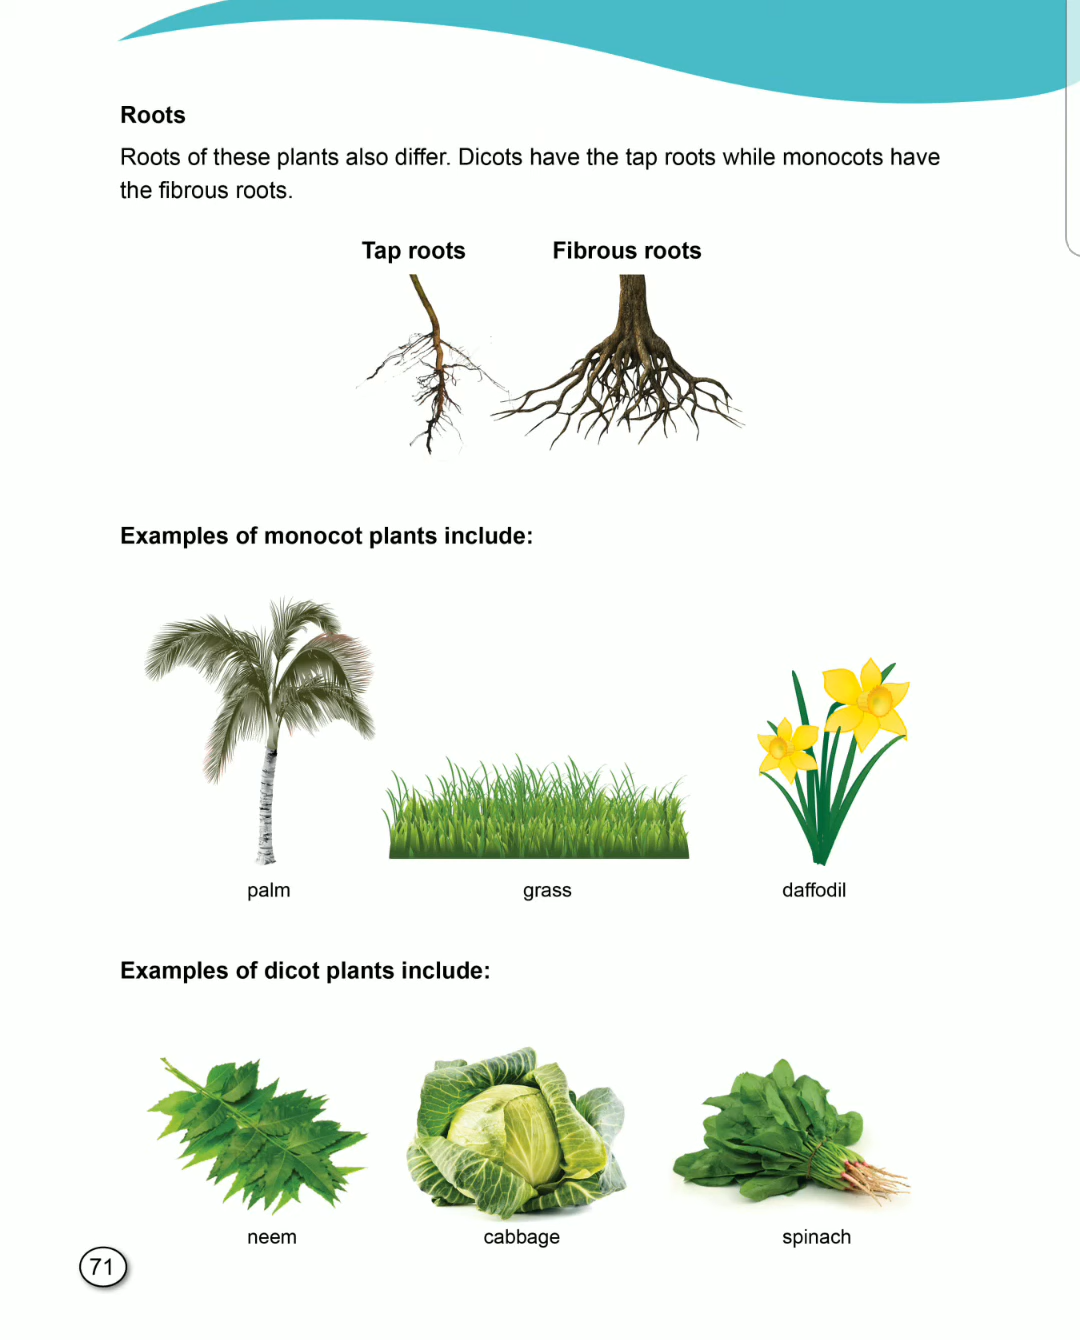 Roots
Roots of these plants also differ. Dicots have the tap roots while monocots have
the fibrous roots.
Tap roots Fibrous roots
Examples of monocot plants include:
palm grass daffodil
Examples of dicot plants include:
neem cabbage spinach
71